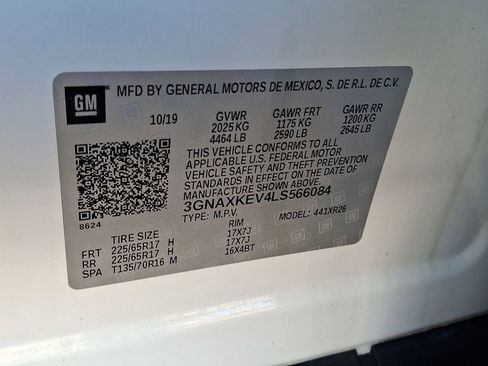 GM
MFD BY GENERAL MOTORS DE MEXICO, S. DE R.L. DE C.V.
10/19 GVWR GAWR FRT GAWR RR
2025 KG 1175 KG 1200 KG
4464 LB 2590 LB 2645 LB
THIS VEHICLE CONFORMS TO ALL
APPLICABLE U.S. FEDERAL MOTOR
VEHICLE SAFETY AND THEFT PREVENTION
STANDARDS IN EFFECT ON THE DATE OF
MANUFACTURE SHOWN ABOVE.
3GNAXKEV4LS566084
8624
TYPE: M.P.V. MODEL: 441XR26
TIRE SIZE RIM
FRT 225/65R17 H 17X7J
RR 225/65R17 H 17X7J
SPA T135/70R16 M 16X4BT